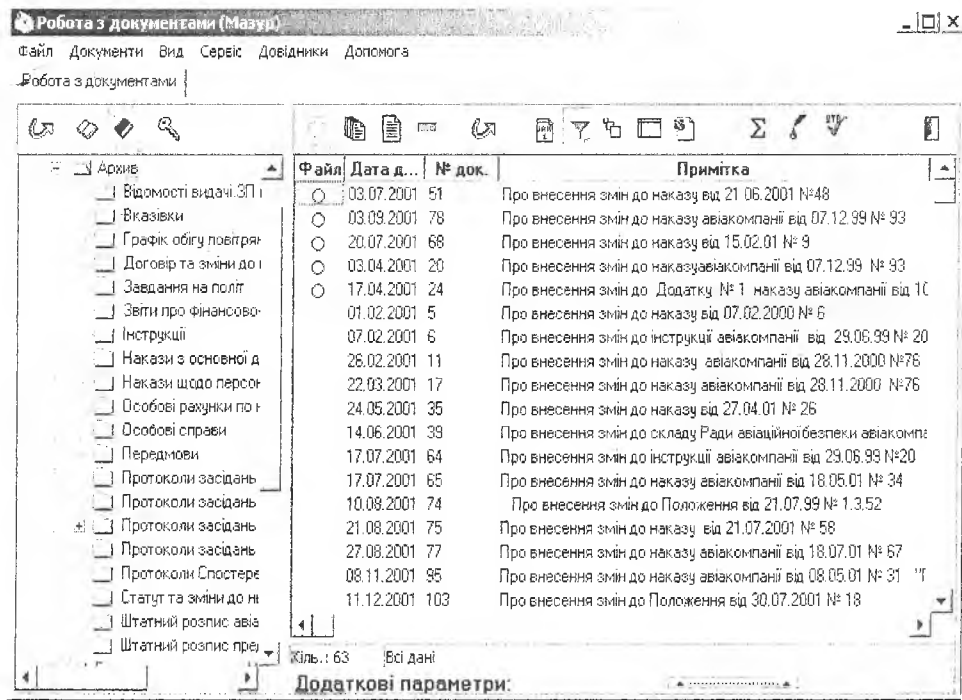 Робота з документами (Мазур)
Файл Документи Вид Сервіс Довідники Допомога
Робота з документами
Архив
Відомості видачі ЗП
Вказівки
Графік обігу повітрян
Договір та зміни до
Завдання на політ
Звіти про фінансово-
Інструкції
Накази з основної д
Накази щодо персон
Особові рахунки по
Особові справи
Передмови
Протоколи засідань
Протоколи засідань
Протоколи засідань
Протоколи засідань
Протоколи Спостере
Статут та зміни до
Штатний розпис авіа
Штатний розпис
Файл Дата д... № док. Примітка
03.07.2001 51 Про внесення змін до наказу від 21.06.2001 №48
03.09.2001 78 Про внесення змін до наказу авіакомпанії від 07.12.99 № 93
20.07.2001 68 Про внесення змін до наказу від 15.02.01 № 9
03.04.2001 20 Про внесення змін до наказуавіакомпанії від 07.12.99 № 93
17.04.2001 24 Про внесення змін до Додатку № 1 наказу авіакомпанії від
01.02.2001 5 Про внесення змін до наказу від 07.02.2000 № 6
07.02.2001 6 Про внесення змін до інструкції авіакомпанії від 29.06.99 № 20
26.02.2001 11 Про внесення змін до наказу авіакомпанії від 28.11.2000 №76
22.03.2001 17 Про внесення змін до наказу авіакомпанії від 28.11.2000 №76
24.05.2001 35 Про внесення змін до наказу від 27.04.01 № 26
14.06.2001 39 Про внесення змін до складу Ради авіаційної безпеки авіакомпа
17.07.2001 64 Про внесення змін до інструкції авіакомпанії від 29.06.99 №20
17.07.2001 65 Про внесення змін до наказу авіакомпанії від 18.05.01 № 34
10.08.2001 74 Про внесення змін до Положення від 21.07.99 № 1.3.52
21.08.2001 75 Про внесення змін до наказу від 21.07.2001 № 58
27.08.2001 77 Про внесення змін до наказу авіакомпанії від 18.07.01 № 67
08.11.2001 95 Про внесення змін до наказу авіакомпанії від 08.05.01 № 31
11.12.2001 103 Про внесення змін до Положення від 30.07.2001 № 18
Кіль.: 63 Всі дані
Додаткові параметри: